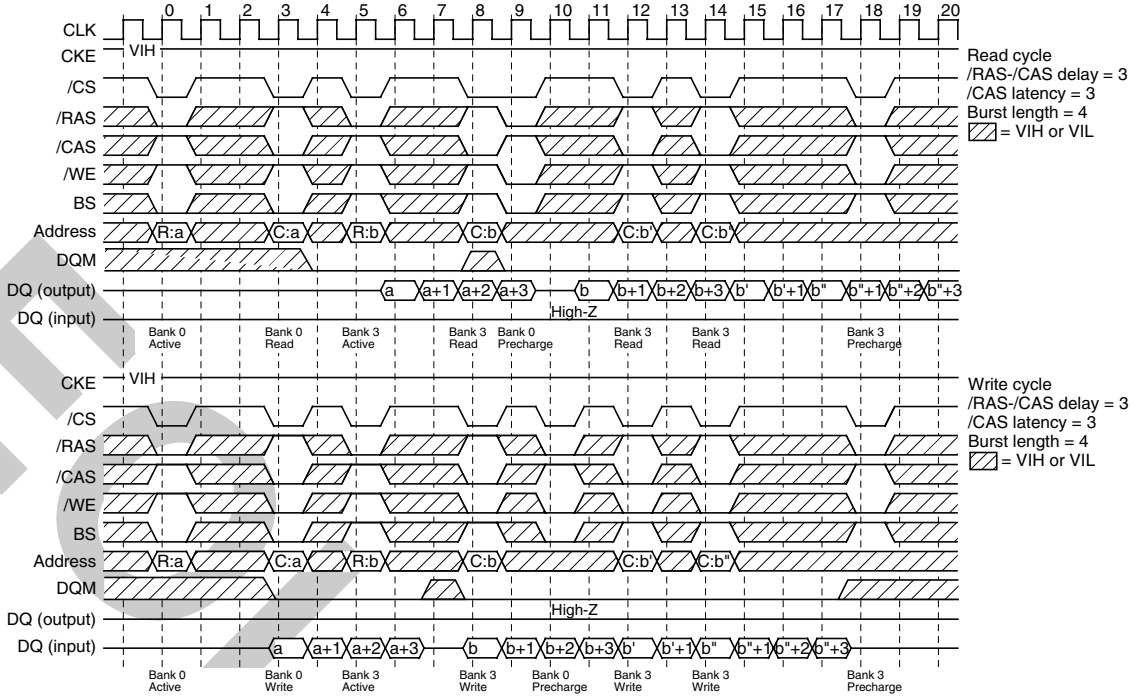 0 1 2 3 4 5 6 7 8 9 10 11 12 13 14 15 16 17 18 19 20
CLK
CKE VIH
/CS
/RAS
/CAS
/WE
BS
Address R:a C:a R:b C:b C:b' C:b"
DQM
DQ (output) a a+1 a+2 a+3 b b+1 b+2 b+3 b' b'+1 b" b"+1 b"+2 b"+3
DQ (input) High-Z
Bank 0 Active
Bank 0 Read
Bank 3 Active
Bank 3 Read
Bank 0 Precharge
Bank 3 Read
Bank 3 Read
Bank 3 Precharge
Read cycle
/RAS-/CAS delay = 3
/CAS latency = 3
Burst length = 4
= VIH or VIL
CKE VIH
/CS
/RAS
/CAS
/WE
BS
Address R:a C:a R:b C:b C:b' C:b"
DQM
DQ (output) High-Z
DQ (input) a a+1 a+2 a+3 b b+1 b+2 b+3 b' b'+1 b" b"+1 b"+2 b"+3
Bank 0 Active
Bank 0 Write
Bank 3 Active
Bank 3 Write
Bank 0 Precharge
Bank 3 Write
Bank 3 Write
Bank 3 Precharge
Write cycle
/RAS-/CAS delay = 3
/CAS latency = 3
Burst length = 4
= VIH or VIL